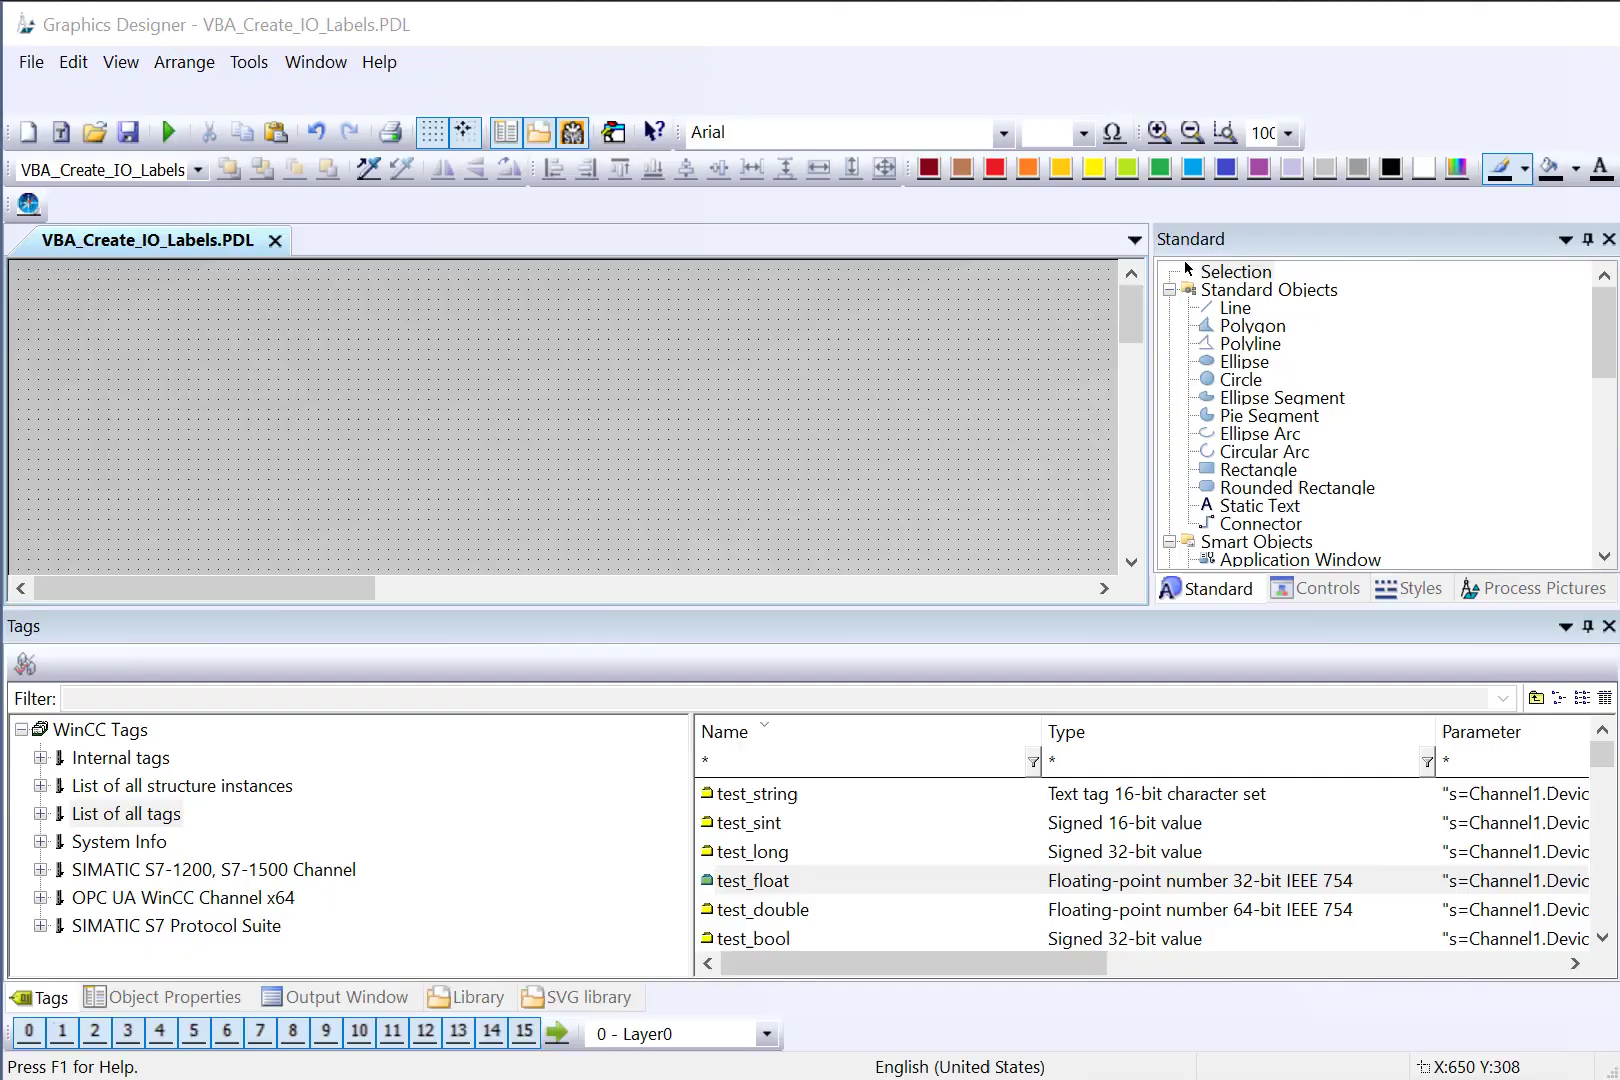 Graphics Designer - VBA_Create_IO_Labels.PDL
File Edit View Arrange Tools Window Help
Arial
100
VBA_Create_IO_Labels
A
VBA_Create_IO_Labels.PDL
Standard
Selection
Standard Objects
Line
Polygon
Polyline
Ellipse
Circle
Ellipse Segment
Pie Segment
Ellipse Arc
Circular Arc
Rectangle
Rounded Rectangle
A Static Text
Connector
Smart Objects
Application Window
Standard Controls Styles Process Pictures
Tags
Filter:
WinCC Tags
Internal tags
List of all structure instances
List of all tags
System Info
SIMATIC S7-1200, S7-1500 Channel
OPC UA WinCC Channel x64
SIMATIC S7 Protocol Suite
Name Type Parameter
* * *
test_string Text tag 16-bit character set "s=Channel1.Devic
test_sint Signed 16-bit value "s=Channel1.Devic
test_long Signed 32-bit value "s=Channel1.Devic
test_float Floating-point number 32-bit IEEE 754 "s=Channel1.Devic
test_double Floating-point number 64-bit IEEE 754 "s=Channel1.Devic
test_bool Signed 32-bit value "s=Channel1.Devic
Tags Object Properties Output Window Library SVG library
0 1 2 3 4 5 6 7 8 9 10 11 12 13 14 15 0 - Layer0
Press F1 for Help. English (United States) X:650 Y:308